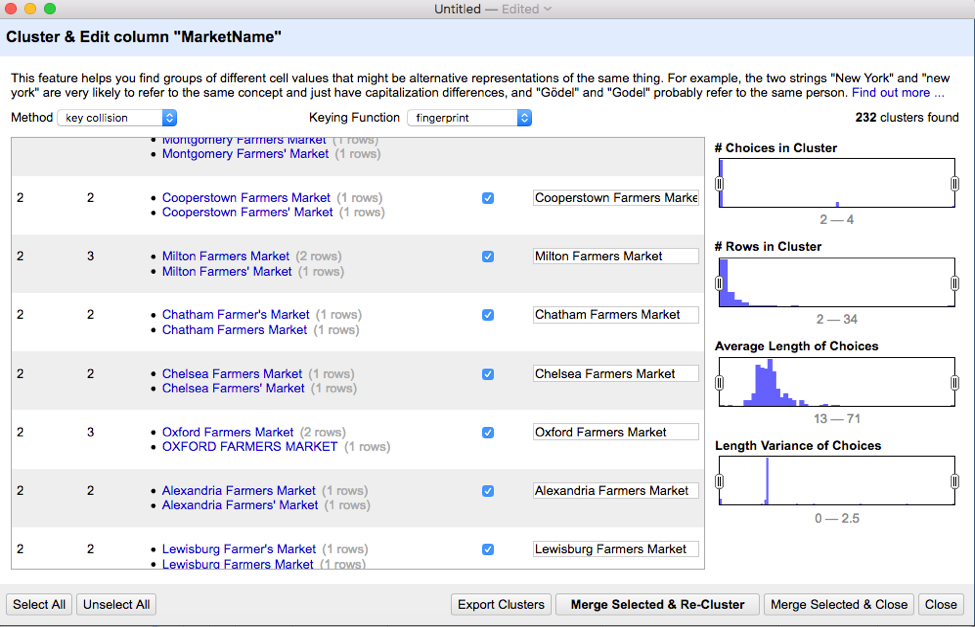 Untitled — Edited
Cluster & Edit column "MarketName"
This feature helps you find groups of different cell values that might be alternative representations of the same thing. For example, the two strings "New York" and "new
york" are very likely to refer to the same concept and just have capitalization differences, and "Gödel" and "Godel" probably refer to the same person. Find out more ...
Method key collision Keying Function fingerprint 232 clusters found
• Montgomery Farmers Market (1 rows)
• Montgomery Farmers' Market (1 rows)
2 2 • Cooperstown Farmers Market (1 rows) Cooperstown Farmers Marke
• Cooperstown Farmers' Market (1 rows)
2 3 • Milton Farmers Market (2 rows) Milton Farmers Market
• Milton Farmers' Market (1 rows)
2 2 • Chatham Farmer's Market (1 rows) Chatham Farmers Market
• Chatham Farmers Market (1 rows)
2 2 • Chelsea Farmers Market (1 rows) Chelsea Farmers Market
• Chelsea Farmers' Market (1 rows)
2 3 • Oxford Farmers Market (2 rows) Oxford Farmers Market
• OXFORD FARMERS MARKET (1 rows)
2 2 • Alexandria Farmers Market (1 rows) Alexandria Farmers Market
• Alexandria Farmers' Market (1 rows)
2 2 • Lewisburg Farmer's Market (1 rows) Lewisburg Farmers Market
• Lewisburg Farmers Market (1 rows)
# Choices in Cluster
2 — 4
# Rows in Cluster
2 — 34
Average Length of Choices
13 — 71
Length Variance of Choices
0 — 2.5
Select All Unselect All Export Clusters Merge Selected & Re-Cluster Merge Selected & Close Close